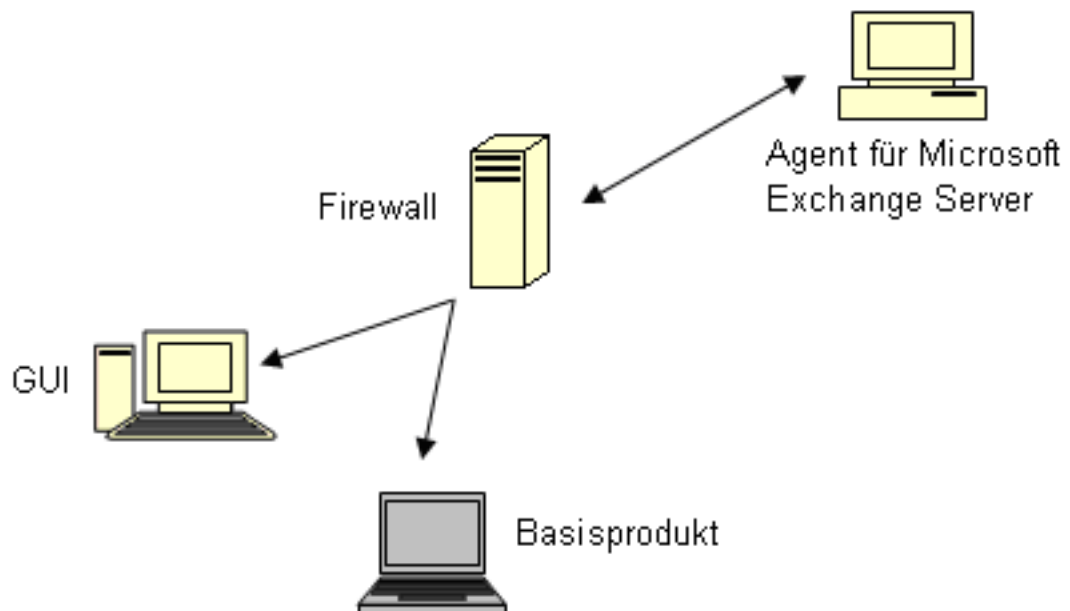 Agent für Microsoft
Exchange Server
Firewall
GUI
Basisprodukt